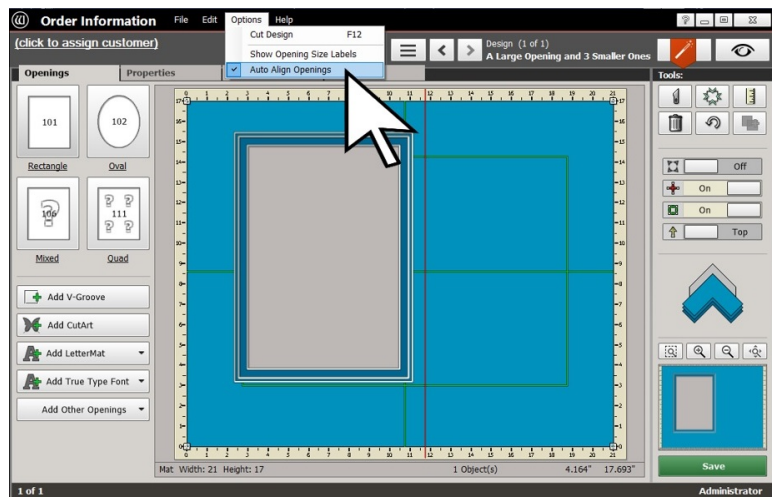 Order Information File Edit Options Help
(click to assign customer)
Cut Design F12
Show Opening Size Labels
Auto Align Openings
Design (1 of 1)
A Large Opening and 3 Smaller Ones
Openings Properties
Tools:
101 102
Rectangle Oval
106 111
Mixed Quad
Add V-Groove
Add CutArt
Add LetterMat
Add True Type Font
Add Other Openings
Off
On
On
Top
Mat Width: 21 Height: 17 1 Object(s) 4.164" 17.693"
Save
1 of 1 Administrator